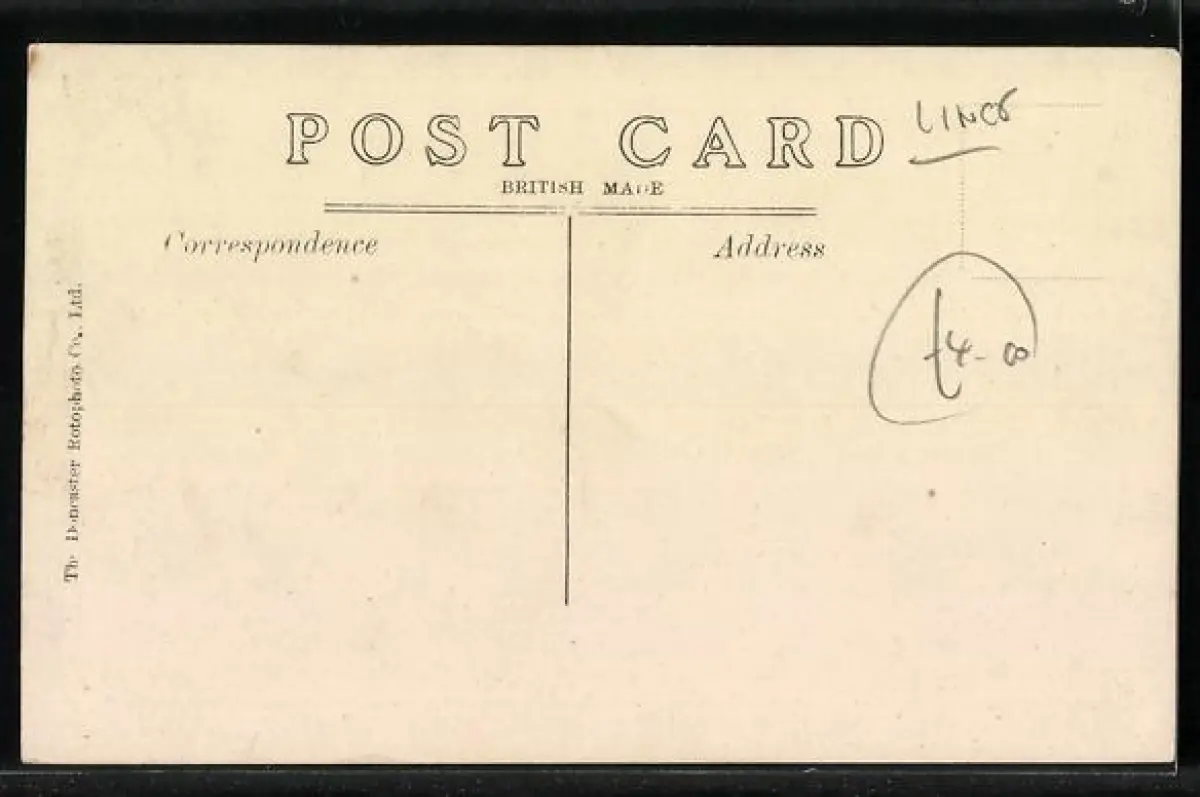 POST CARD
LINCS
BRITISH MADE
Correspondence
Address
£4-00
The Doncaster Rotophoto Co., Ltd.